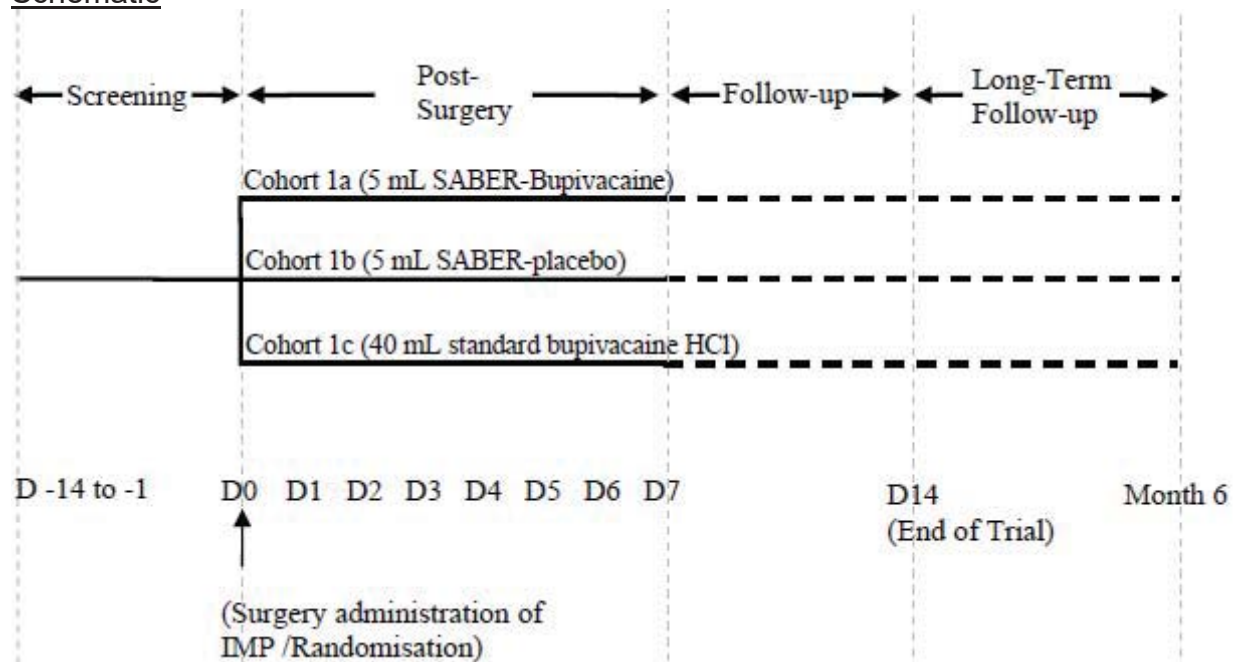 Schematic
Screening
Post-
Surgery
Follow-up
Long-Term
Follow-up
Cohort 1a (5 mL SABER-Bupivacaine)
Cohort 1b (5 mL SABER-placebo)
Cohort 1c (40 mL standard bupivacaine HCl)
D -14 to -1
D0 D1 D2 D3 D4 D5 D6 D7
D14
(End of Trial)
Month 6
(Surgery administration of
IMP /Randomisation)